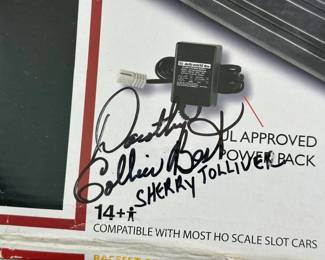 Dorothy
Collier Best
SHERRY TOLLIVER
UL APPROVED
POWER PACK
14+
COMPATIBLE WITH MOST HO SCALE SLOT CARS